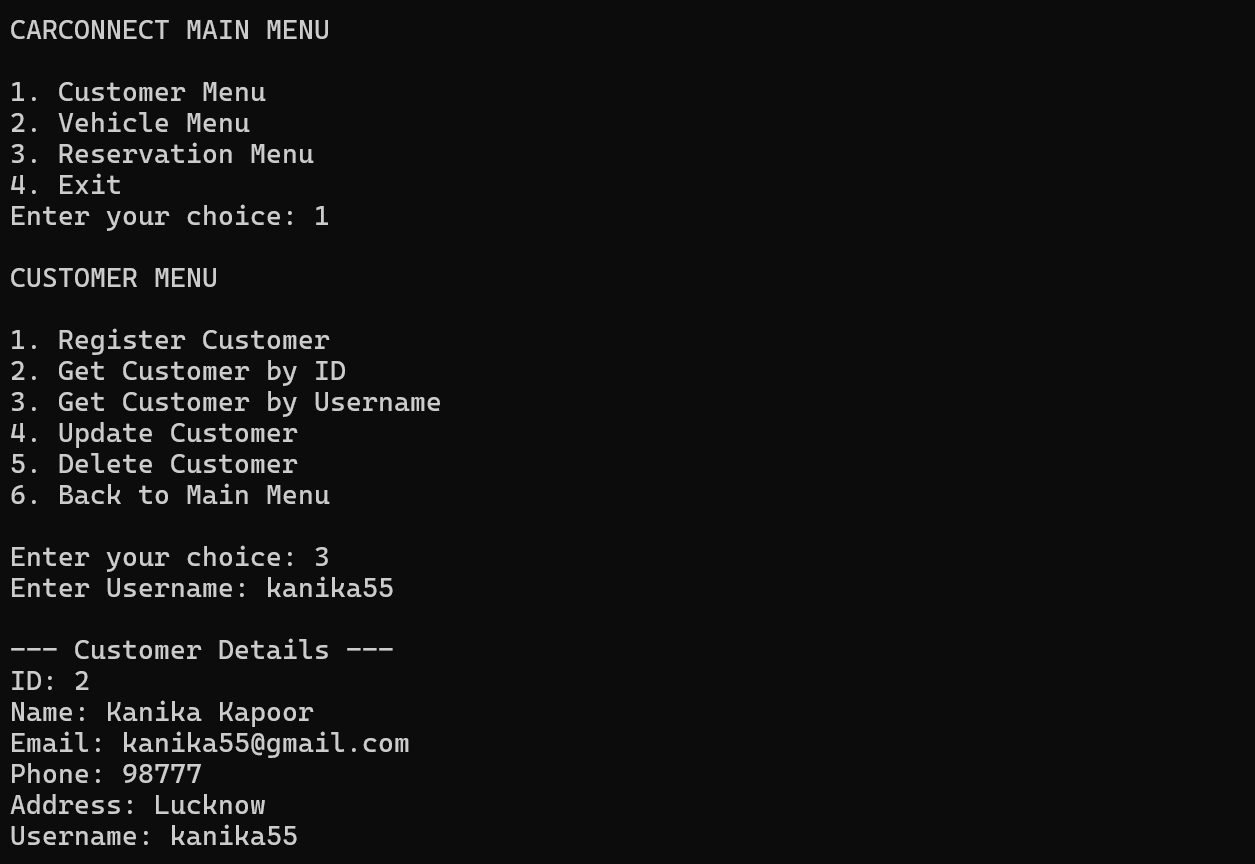 CARCONNECT MAIN MENU
1. Customer Menu
2. Vehicle Menu
3. Reservation Menu
4. Exit
Enter your choice: 1
CUSTOMER MENU
1. Register Customer
2. Get Customer by ID
3. Get Customer by Username
4. Update Customer
5. Delete Customer
6. Back to Main Menu
Enter your choice: 3
Enter Username: kanika55
--- Customer Details ---
ID: 2
Name: Kanika Kapoor
Email: kanika55@gmail.com
Phone: 98777
Address: Lucknow
Username: kanika55